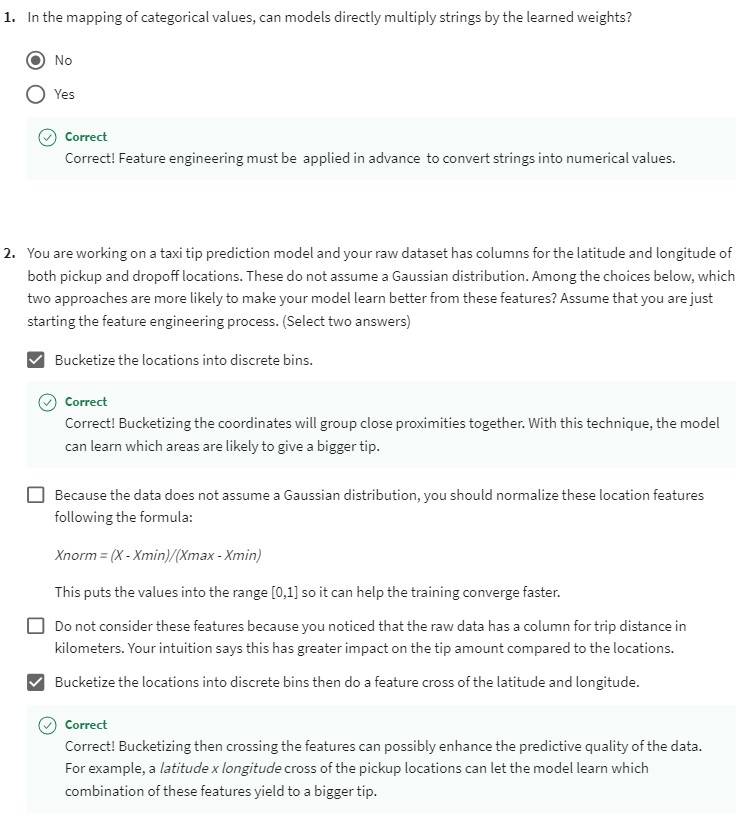 1. In the mapping of categorical values, can models directly multiply strings by the learned weights?
No
Yes
Correct
Correct! Feature engineering must be applied in advance to convert strings into numerical values.
2. You are working on a taxi tip prediction model and your raw dataset has columns for the latitude and longitude of
both pickup and dropoff locations. These do not assume a Gaussian distribution. Among the choices below, which
two approaches are more likely to make your model learn better from these features? Assume that you are just
starting the feature engineering process. (Select two answers)
Bucketize the locations into discrete bins.
Correct
Correct! Bucketizing the coordinates will group close proximities together. With this technique, the model
can learn which areas are likely to give a bigger tip.
Because the data does not assume a Gaussian distribution, you should normalize these location features
following the formula:
Xnorm = (X - Xmin)/(Xmax - Xmin)
This puts the values into the range [0,1] so it can help the training converge faster.
Do not consider these features because you noticed that the raw data has a column for trip distance in
kilometers. Your intuition says this has greater impact on the tip amount compared to the locations.
Bucketize the locations into discrete bins then do a feature cross of the latitude and longitude.
Correct
Correct! Bucketizing then crossing the features can possibly enhance the predictive quality of the data.
For example, a latitude x longitude cross of the pickup locations can let the model learn which
combination of these features yield to a bigger tip.